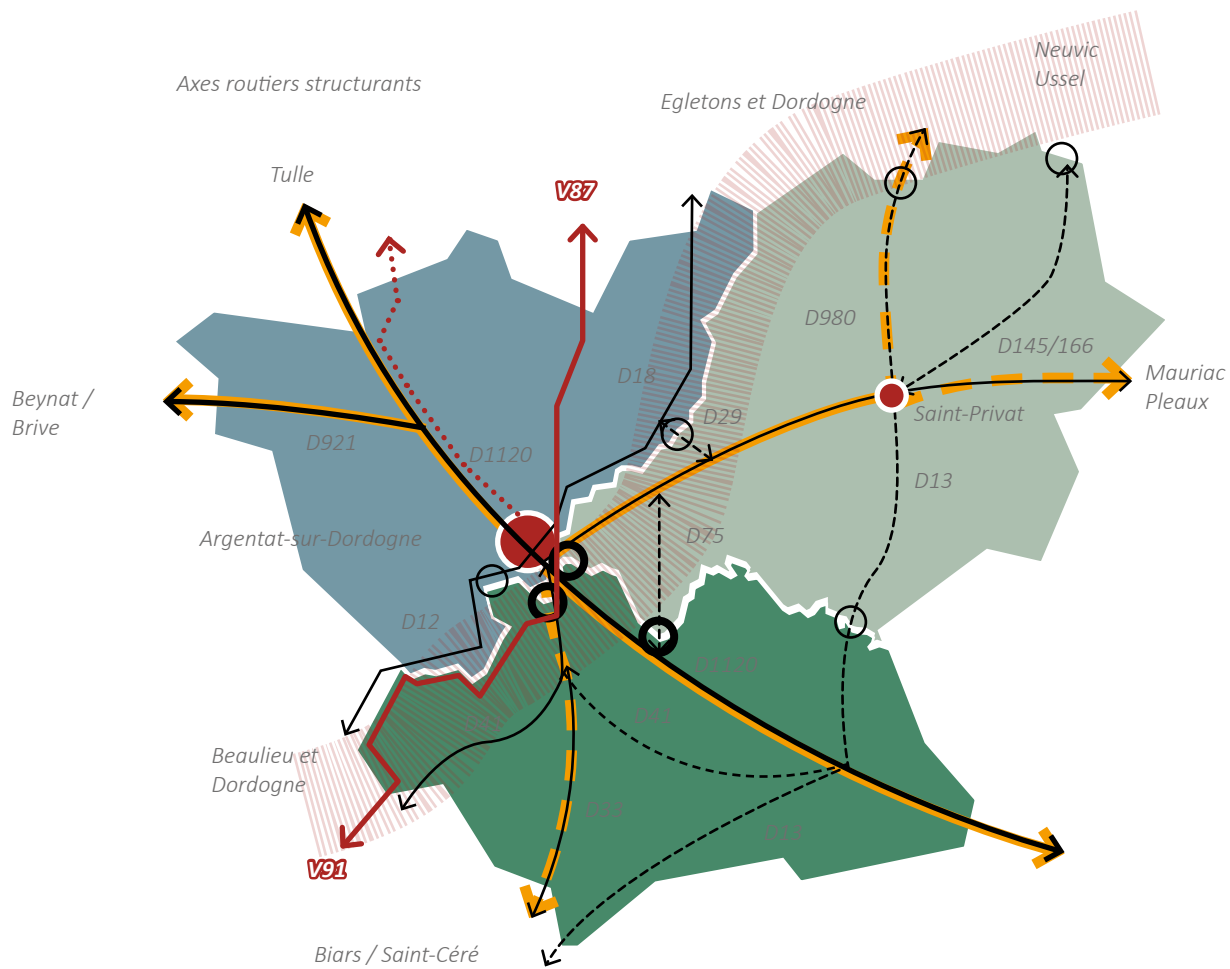 Neuvic
Ussel
Axes routiers structurants
Egletons et Dordogne
Tulle
V87
D980
D145/166
Mauriac
Pleaux
D18
Beynat /
Brive
D29
Saint-Privat
D921
D1120
D13
Argentat-sur-Dordogne
D75
D12
D1120
D41
Beaulieu et
Dordogne
D33
D13
V91
Biars / Saint-Céré